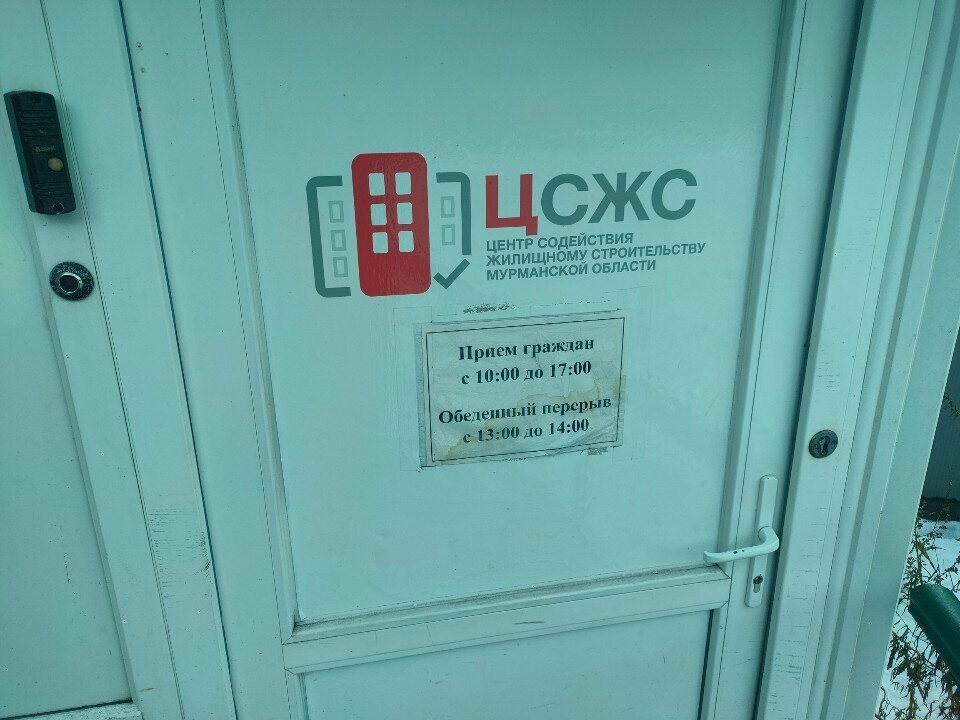 ЦСЖС
ЦЕНТР СОДЕЙСТВИЯ
ЖИЛИЩНОМУ СТРОИТЕЛЬСТВУ
МУРМАНСКОЙ ОБЛАСТИ
Прием граждан
с 10:00 до 17:00
Обеденный перерыв
с 13:00 до 14:00